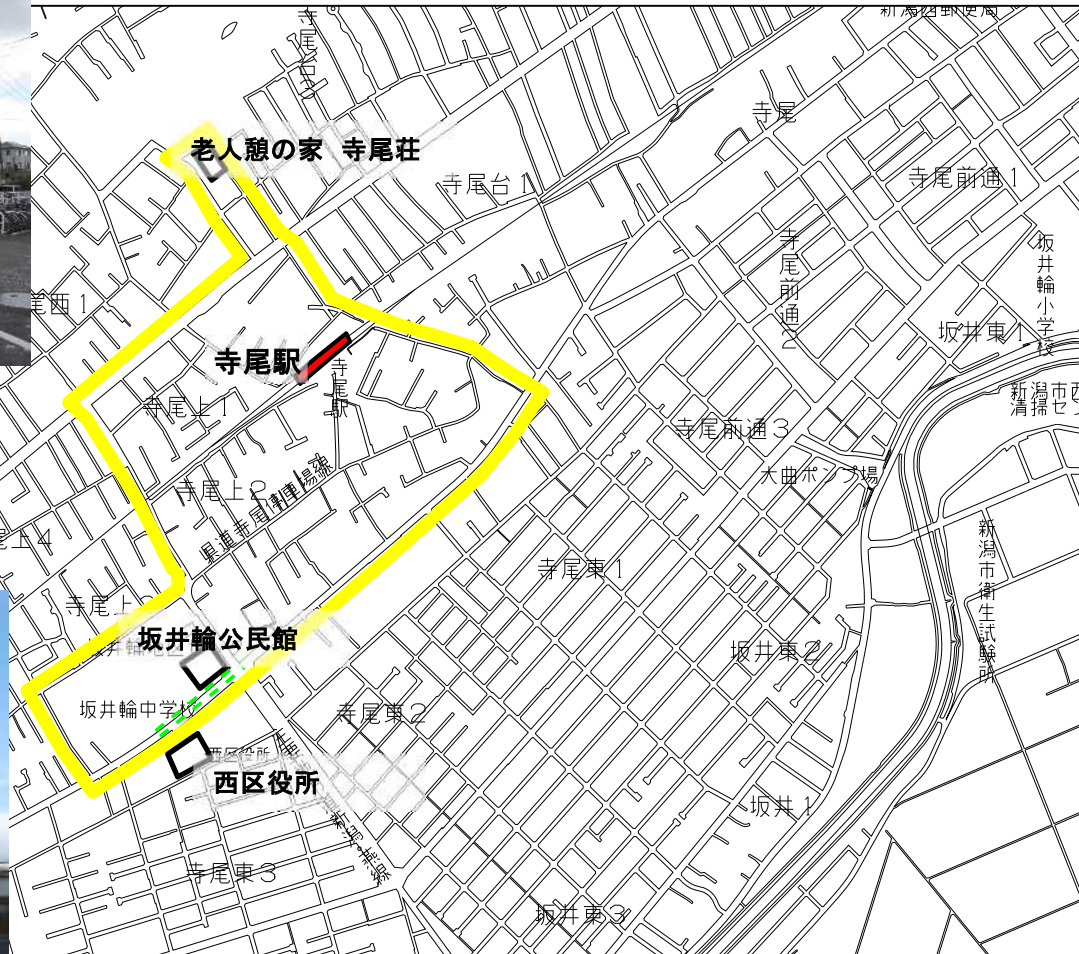 新潟西郵便局
寺尾台3
寺尾
老人憩の家 寺尾荘
寺尾台1
寺尾前通1
寺尾前通2
坂井輪小学校
尾西1
坂井東1
寺尾駅
寺尾駅
寺尾上1
寺尾前通3
大曲ポンプ場
寺尾上2
県道寺尾停車場線
尾上4
新潟市衛生試験所
寺尾東1
寺尾上3
坂井輪公民館
坂井東2
坂井輪中学校
寺尾東2
西区役所
西区役所
坂井1
寺尾東3
坂井東3